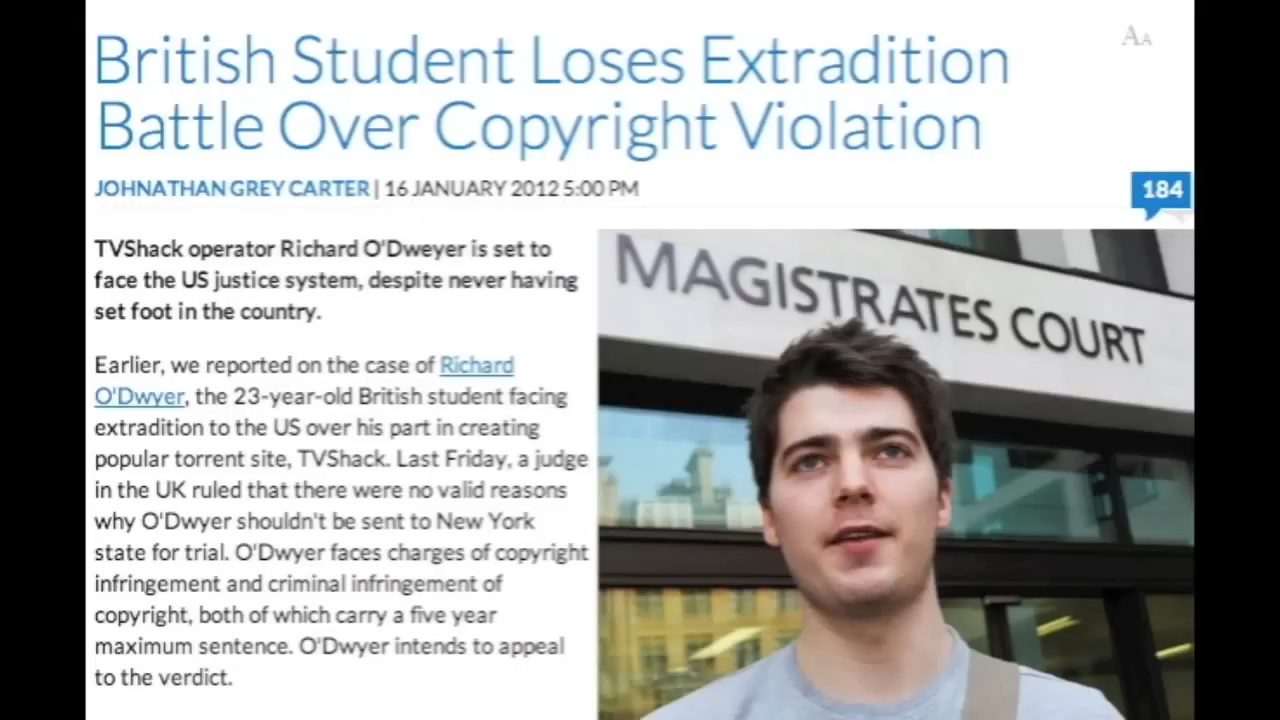 British Student Loses Extradition
Battle Over Copyright Violation
AA
JOHNATHAN GREY CARTER | 16 JANUARY 2012 5:00 PM
184
TVShack operator Richard O'Dweyer is set to
face the US justice system, despite never having
set foot in the country.
Earlier, we reported on the case of Richard
O'Dwyer, the 23-year-old British student facing
extradition to the US over his part in creating
popular torrent site, TVShack. Last Friday, a judge
in the UK ruled that there were no valid reasons
why O'Dwyer shouldn't be sent to New York
state for trial. O'Dwyer faces charges of copyright
infringement and criminal infringement of
copyright, both of which carry a five year
maximum sentence. O'Dwyer intends to appeal
to the verdict.
MAGISTRATES COURT